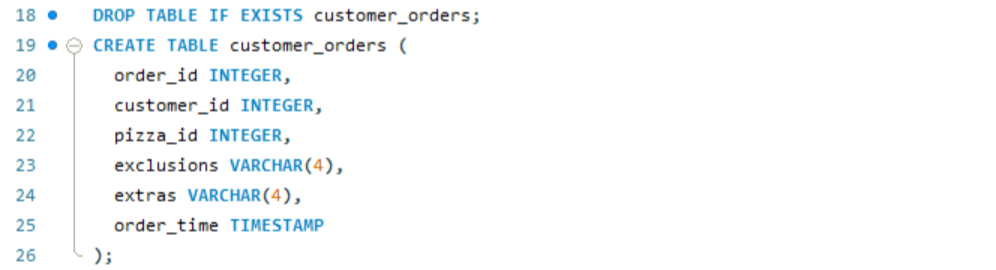 18 DROP TABLE IF EXISTS customer_orders;
19 CREATE TABLE customer_orders (
20 order_id INTEGER,
21 customer_id INTEGER,
22 pizza_id INTEGER,
23 exclusions VARCHAR(4),
24 extras VARCHAR(4),
25 order_time TIMESTAMP
26 );